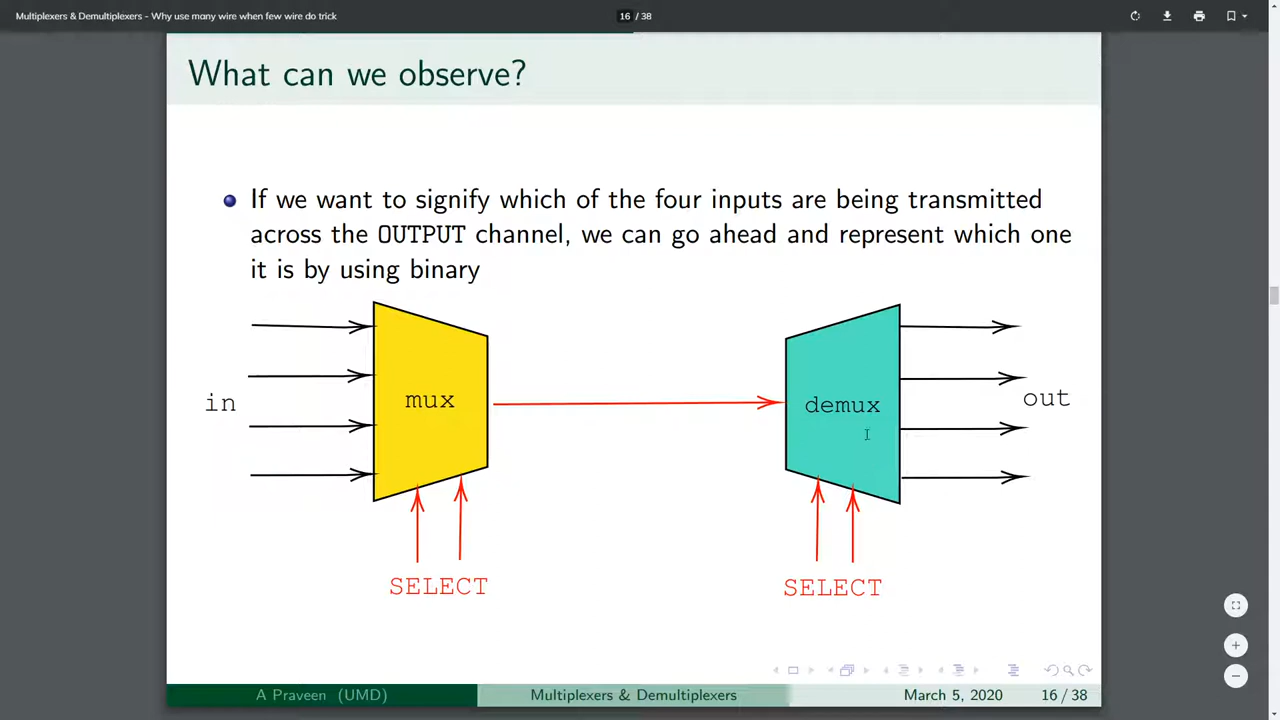 Multiplexers & Demultiplexers - Why use many wire when few wire do trick
16 / 38
What can we observe?
If we want to signify which of the four inputs are being transmitted
across the OUTPUT channel, we can go ahead and represent which one
it is by using binary
in
mux
demux
out
SELECT
SELECT
A Praveen (UMD)
Multiplexers & Demultiplexers
March 5, 2020
16 / 38